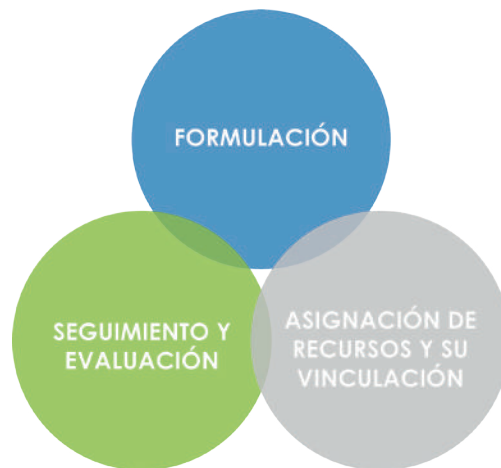 FORMULACIÓN
SEGUIMIENTO Y
EVALUACIÓN
ASIGNACIÓN DE
RECURSOS Y SU
VINCULACIÓN